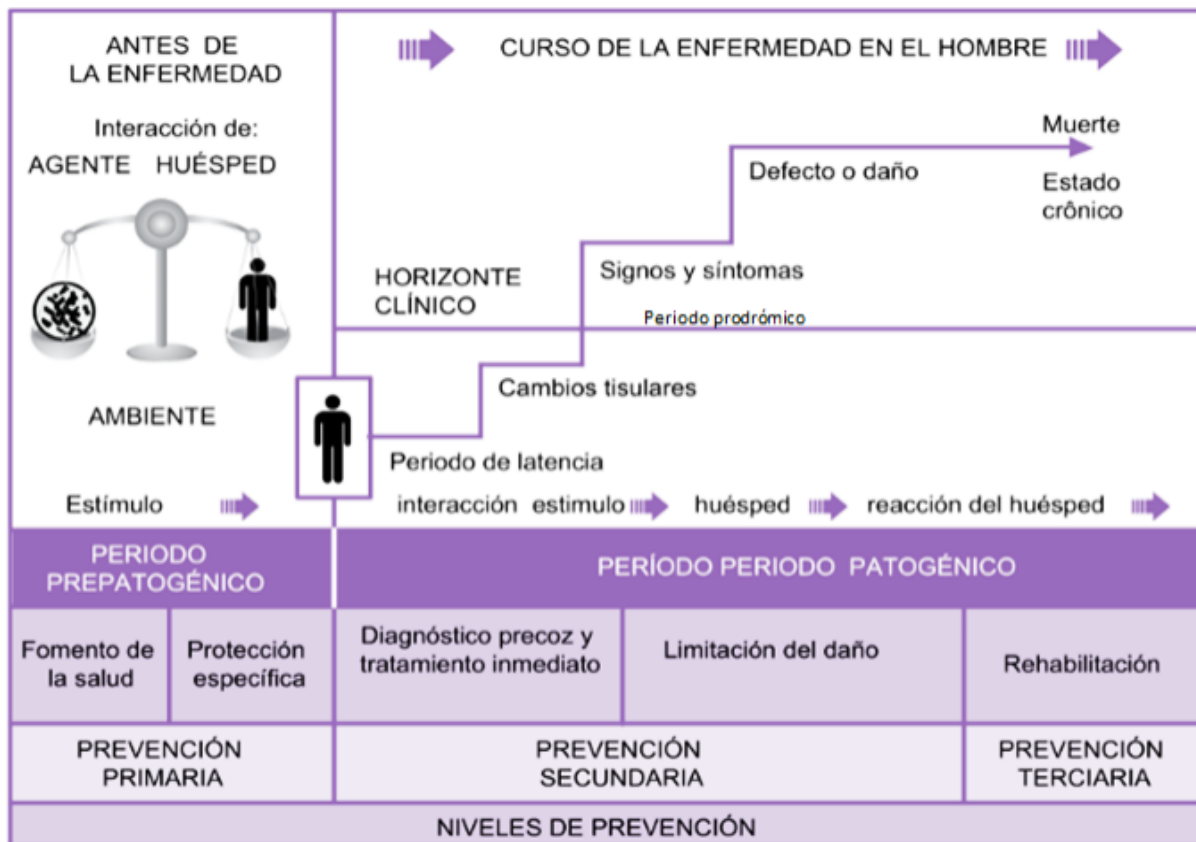 ANTES DE
LA ENFERMEDAD
Interacción de:
AGENTE HUÉSPED
AMBIENTE
Estímulo
CURSO DE LA ENFERMEDAD EN EL HOMBRE
Muerte
Defecto o daño
Estado
crônico
Signos y síntomas
HORIZONTE
CLÍNICO
Periodo prodrómico
Cambios tisulares
Periodo de latencia
interacción estimulo huésped reacción del huésped
PERIODO
PREPATOGÉNICO
PERÍODO PERIODO PATOGÉNICO
Fomento de
la salud
Protección
específica
Diagnóstico precoz y
tratamiento inmediato
Limitación del daño
Rehabilitación
PREVENCIÓN
PRIMARIA
PREVENCIÓN
SECUNDARIA
PREVENCIÓN
TERCIARIA
NIVELES DE PREVENCIÓN